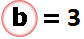 b = 3